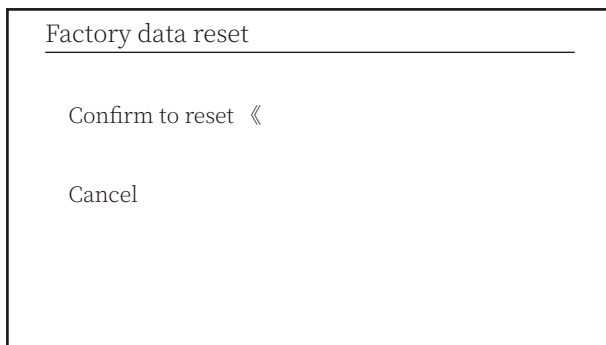 Factory data reset
Confirm to reset 《
Cancel